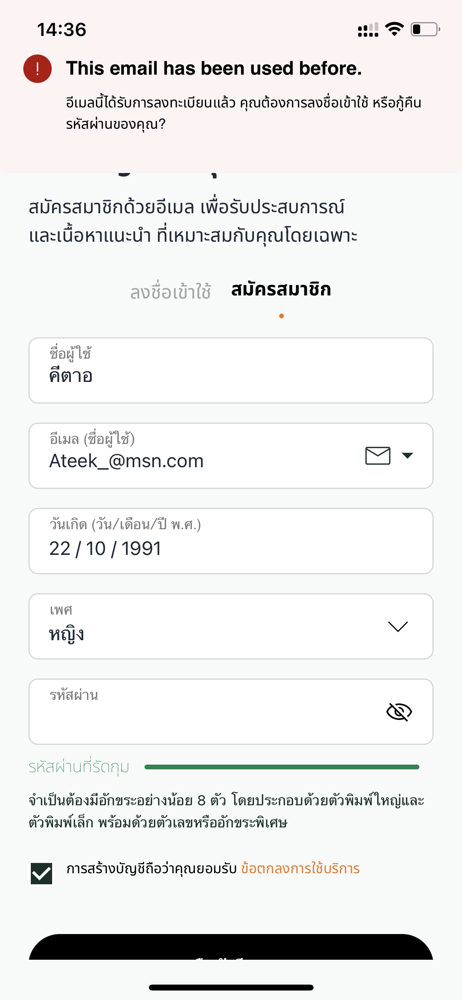 14:36
! This email has been used before.
อีเมลนี้ได้รับการลงทะเบียนแล้ว คุณต้องการลงชื่อเข้าใช้ หรือกู้คืน
รหัสผ่านของคุณ?
สมัครสมาชิกด้วยอีเมล เพื่อรับประสบการณ์
และเนื้อหาแนะนำ ที่เหมาะสมกับคุณโดยเฉพาะ
ลงชื่อเข้าใช้ สมัครสมาชิก
ชื่อผู้ใช้
คีตาอ
อีเมล (ชื่อผู้ใช้)
Ateek_@msn.com
วันเกิด (วัน/เดือน/ปี พ.ศ.)
22 / 10 / 1991
เพศ
หญิง
รหัสผ่าน
รหัสผ่านที่รัดกุม
จำเป็นต้องมีอักขระอย่างน้อย 8 ตัว โดยประกอบด้วยตัวพิมพ์ใหญ่และ
ตัวพิมพ์เล็ก พร้อมด้วยตัวเลขหรืออักขระพิเศษ
การสร้างบัญชีถือว่าคุณยอมรับ ข้อตกลงการใช้บริการ